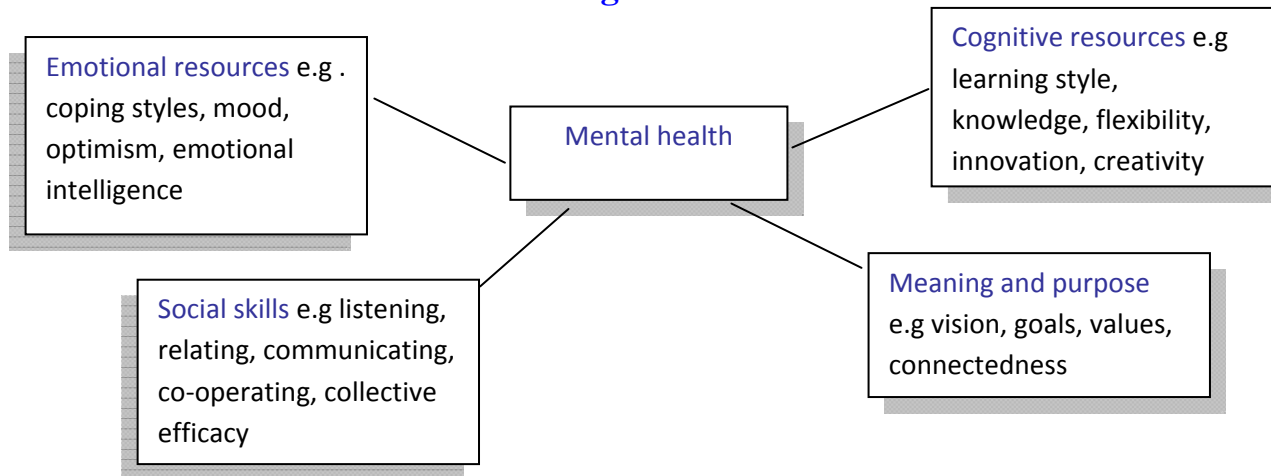 Emotional resources e.g .
coping styles, mood,
optimism, emotional
intelligence
Mental health
Cognitive resources e.g
learning style,
knowledge, flexibility,
innovation, creativity
Social skills e.g listening,
relating, communicating,
co-operating, collective
efficacy
Meaning and purpose
e.g vision, goals, values,
connectedness